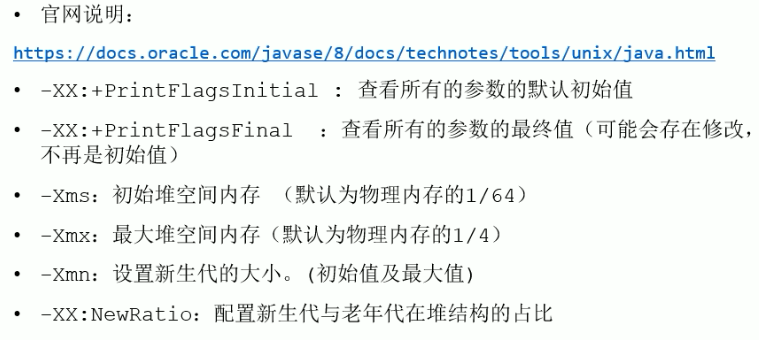 • 官网说明：
https://docs.oracle.com/javase/8/docs/technotes/tools/unix/java.html
• -XX:+PrintFlagsInitial ：查看所有的参数的默认初始值
• -XX:+PrintFlagsFinal ：查看所有的参数的最终值（可能会存在修改，
不再是初始值）
• -Xms：初始堆空间内存 （默认为物理内存的1/64）
• -Xmx：最大堆空间内存（默认为物理内存的1/4）
• -Xmn：设置新生代的大小。(初始值及最大值)
• -XX:NewRatio：配置新生代与老年代在堆结构的占比